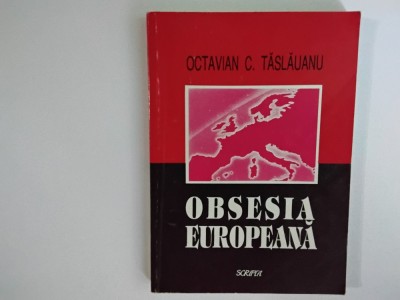 OCTAVIAN C. TĂSLĂUANU
OBSESIA
EUROPEANĂ
SCRIPTA